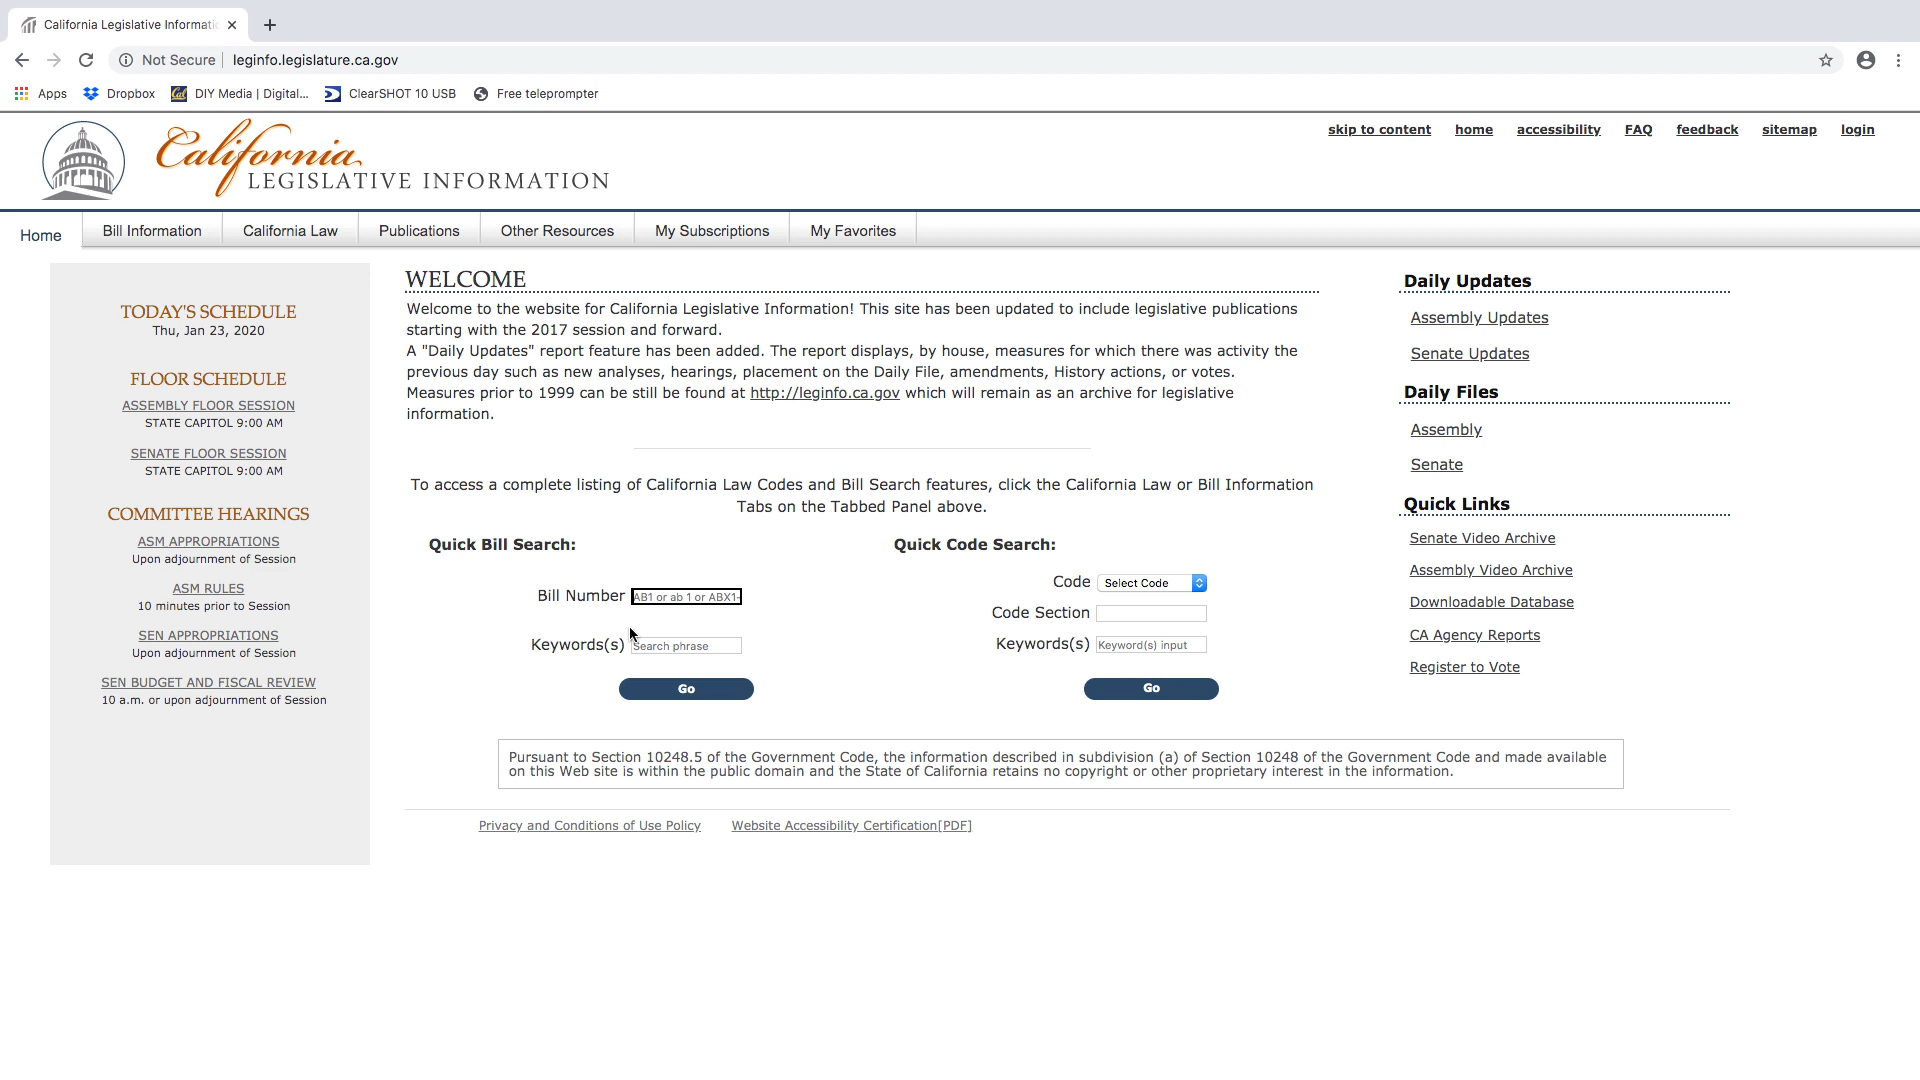 California Legislative Informati
Not Secure leginfo.legislature.ca.gov
Apps Dropbox DIY Media | Digital... ClearSHOT 10 USB Free teleprompter
California
LEGISLATIVE INFORMATION
skip to content home accessibility FAQ feedback sitemap login
Home Bill Information California Law Publications Other Resources My Subscriptions My Favorites
TODAY'S SCHEDULE
Thu, Jan 23, 2020
FLOOR SCHEDULE
ASSEMBLY FLOOR SESSION
STATE CAPITOL 9:00 AM
SENATE FLOOR SESSION
STATE CAPITOL 9:00 AM
COMMITTEE HEARINGS
ASM APPROPRIATIONS
Upon adjournment of Session
ASM RULES
10 minutes prior to Session
SEN APPROPRIATIONS
Upon adjournment of Session
SEN BUDGET AND FISCAL REVIEW
10 a.m. or upon adjournment of Session
WELCOME
Welcome to the website for California Legislative Information! This site has been updated to include legislative publications
starting with the 2017 session and forward.
A "Daily Updates" report feature has been added. The report displays, by house, measures for which there was activity the
previous day such as new analyses, hearings, placement on the Daily File, amendments, History actions, or votes.
Measures prior to 1999 can be still be found at http://leginfo.ca.gov which will remain as an archive for legislative
information.
To access a complete listing of California Law Codes and Bill Search features, click the California Law or Bill Information
Tabs on the Tabbed Panel above.
Quick Bill Search:
Bill Number AB1 or ab 1 or ABX1-
Keywords(s) Search phrase
Go
Quick Code Search:
Code Select Code
Code Section
Keywords(s) Keyword(s) input
Go
Daily Updates
Assembly Updates
Senate Updates
Daily Files
Assembly
Senate
Quick Links
Senate Video Archive
Assembly Video Archive
Downloadable Database
CA Agency Reports
Register to Vote
Pursuant to Section 10248.5 of the Government Code, the information described in subdivision (a) of Section 10248 of the Government Code and made available
on this Web site is within the public domain and the State of California retains no copyright or other proprietary interest in the information.
Privacy and Conditions of Use Policy Website Accessibility Certification[PDF]